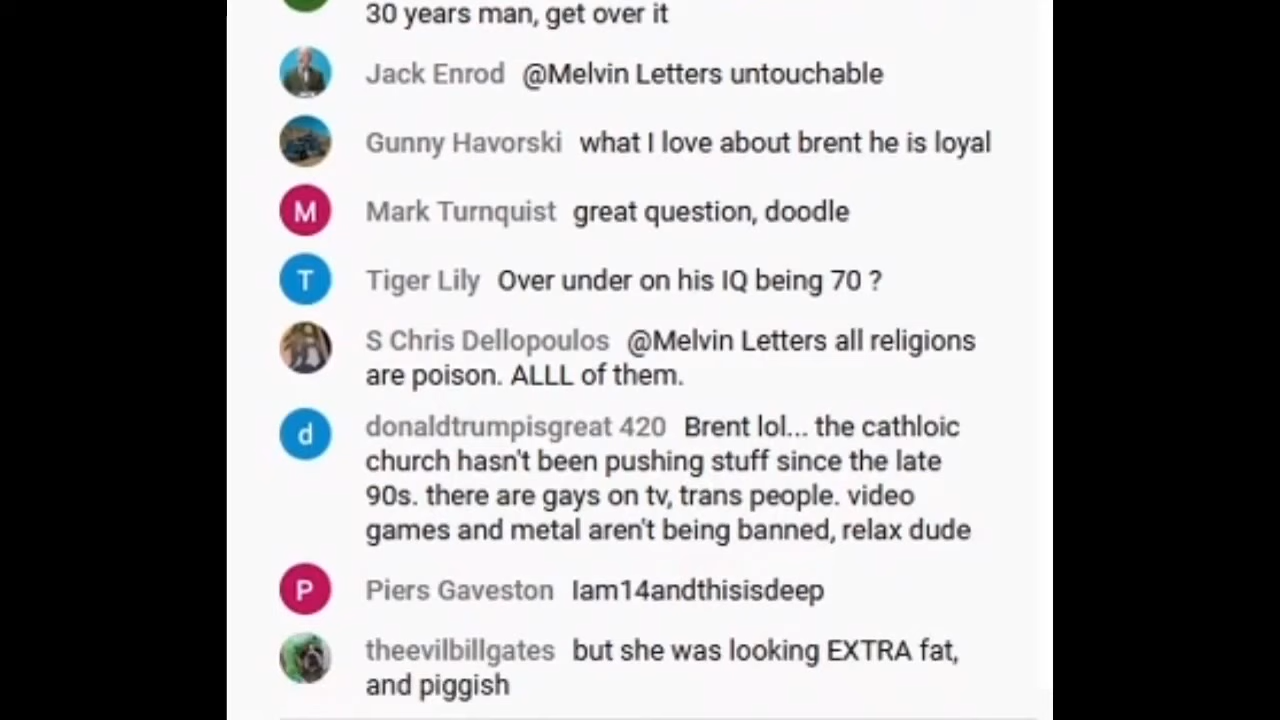 30 years man, get over it
Jack Enrod @Melvin Letters untouchable
Gunny Havorski what I love about brent he is loyal
M Mark Turnquist great question, doodle
T Tiger Lily Over under on his IQ being 70 ?
S Chris Dellopoulos @Melvin Letters all religions
are poison. ALLL of them.
d donaldtrumpisgreat 420 Brent lol... the cathloic
church hasn't been pushing stuff since the late
90s. there are gays on tv, trans people. video
games and metal aren't being banned, relax dude
P Piers Gaveston Iam14andthisisdeep
theevilbillgates but she was looking EXTRA fat,
and piggish